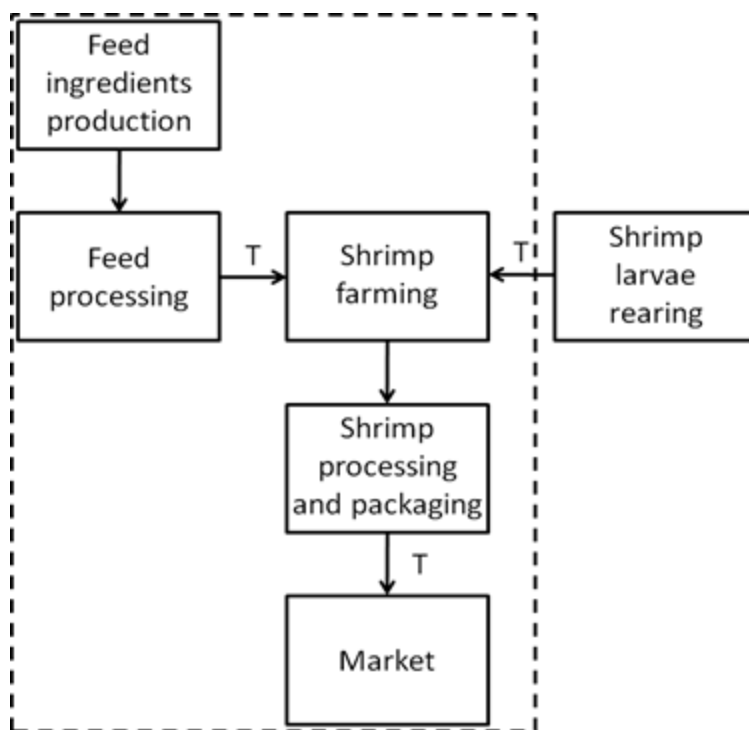 Feed
ingredients
production
Feed
processing
T
Shrimp
farming
T
Shrimp
larvae
rearing
Shrimp
processing
and packaging
T
Market